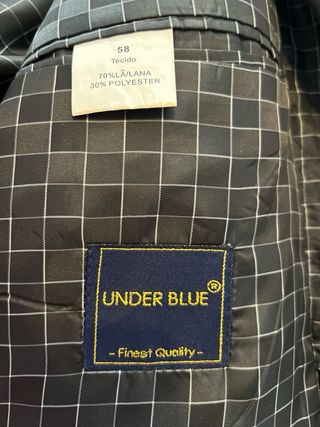 58
Tecido
70%LÃ/LANA
30% POLYESTER
UNDER BLUE®
- Finest Quality -